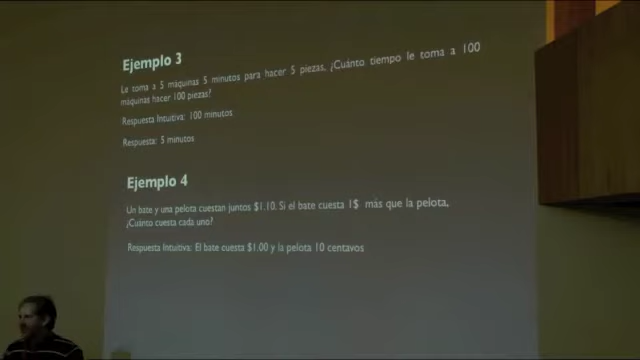 Ejemplo 3
Le toma a 5 máquinas 5 minutos para hacer 5 piezas. ¿Cuánto tiempo le toma a 100
máquinas hacer 100 piezas?
Respuesta Intuitiva: 100 minutos
Respuesta: 5 minutos
Ejemplo 4
Un bate y una pelota cuestan juntos $1.10. Si el bate cuesta 1$ más que la pelota,
¿Cuánto cuesta cada uno?
Respuesta Intuitiva: El bate cuesta $1.00 y la pelota 10 centavos